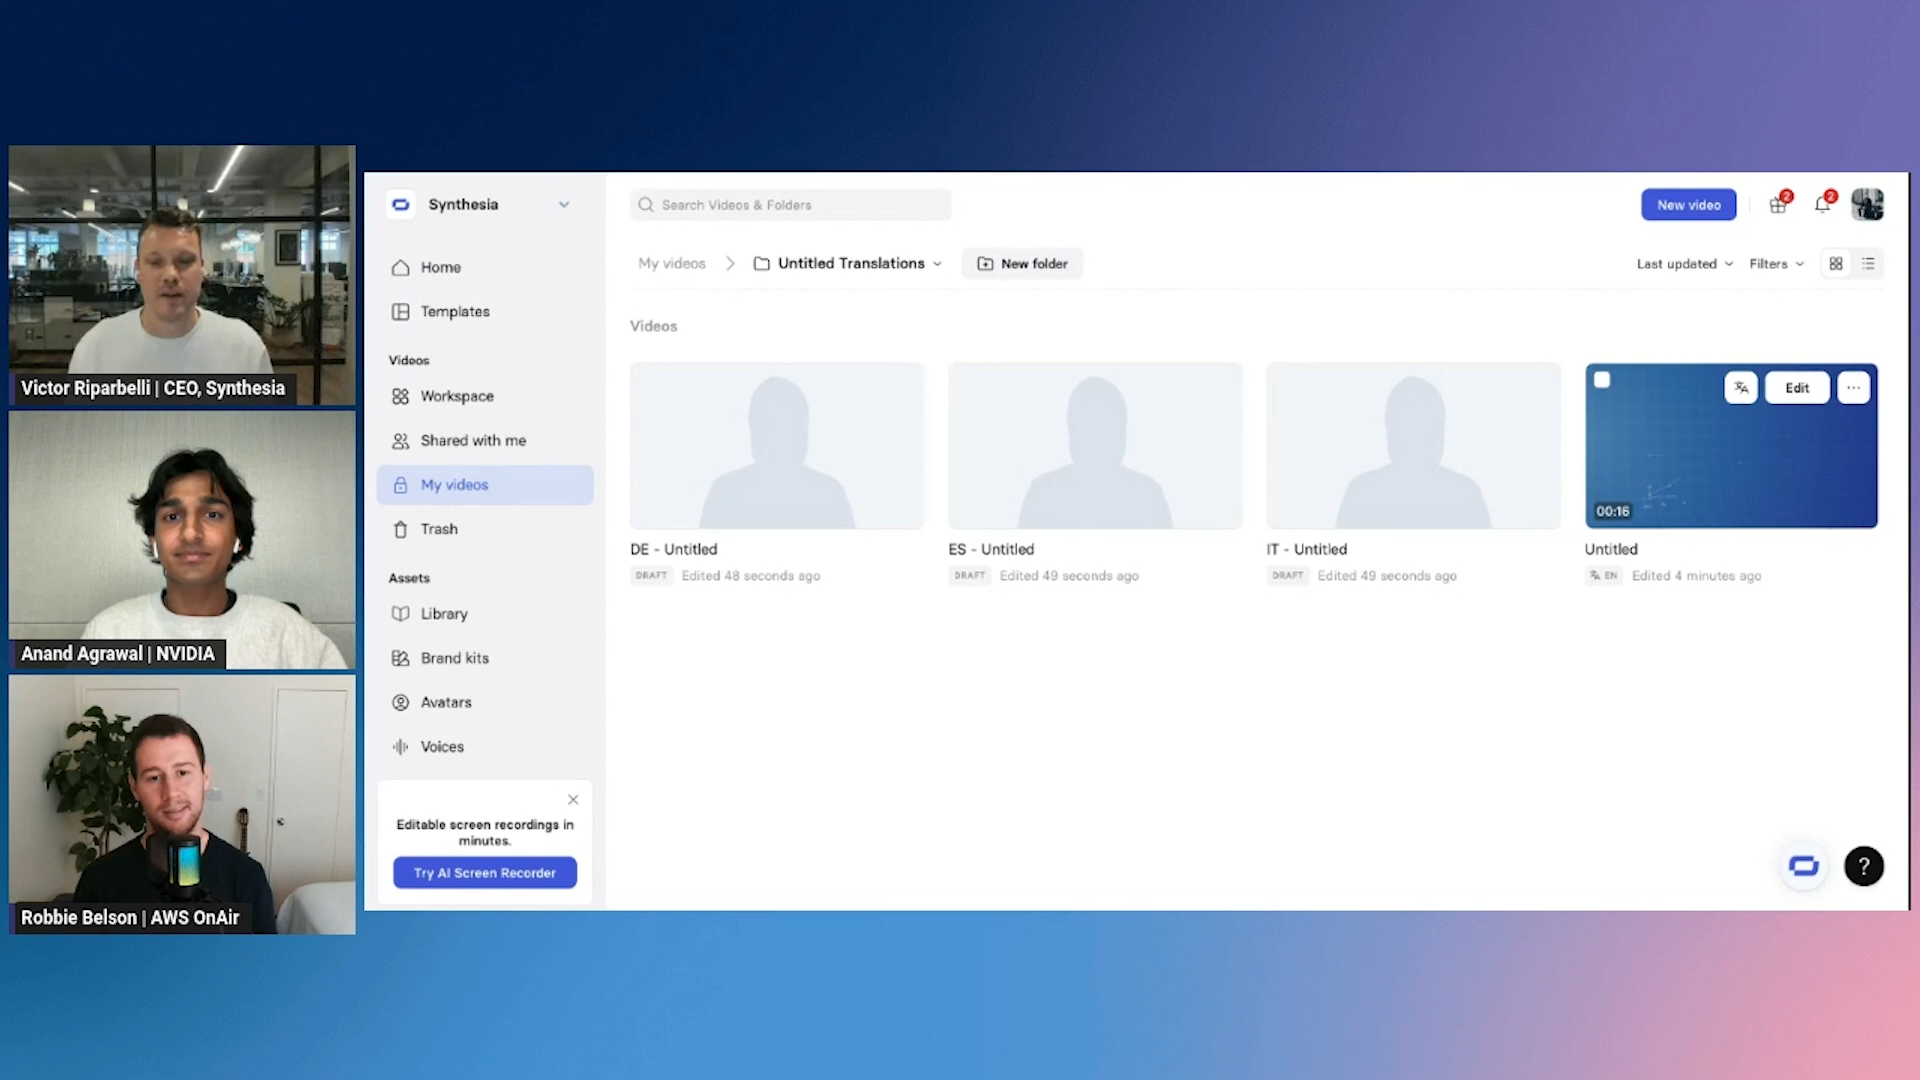 Victor Riparbelli | CEO, Synthesia
Anand Agrawal | NVIDIA
Robbie Belson | AWS OnAir
Synthesia
Home
Templates
Videos
Workspace
Shared with me
My videos
Trash
Assets
Library
Brand kits
Avatars
Voices
Editable screen recordings in
minutes.
Try AI Screen Recorder
Search Videos & Folders
New video
2
2
My videos
Untitled Translations
New folder
Last updated
Filters
Videos
Edit
00:16
DE - Untitled
DRAFT Edited 48 seconds ago
ES - Untitled
DRAFT Edited 49 seconds ago
IT - Untitled
DRAFT Edited 49 seconds ago
Untitled
EN Edited 4 minutes ago
?